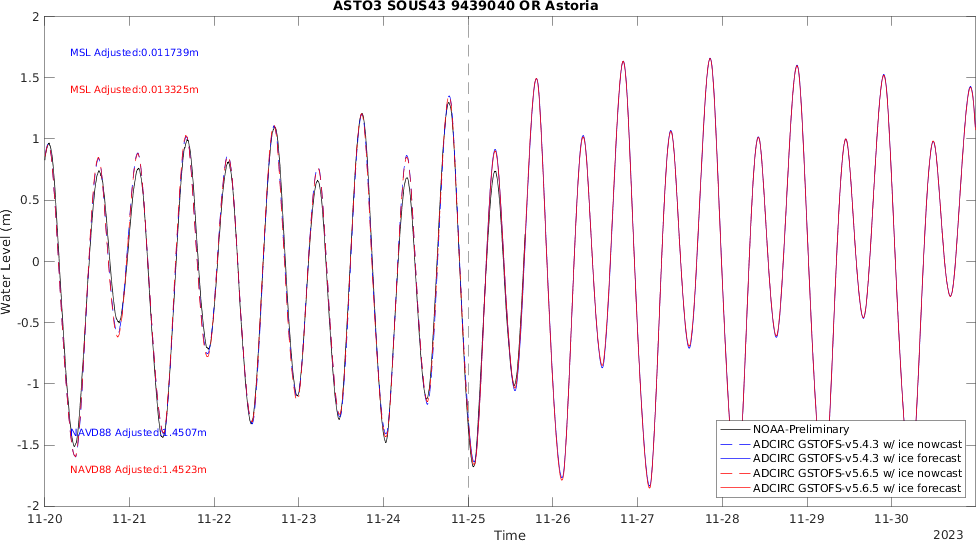 ASTO3 SOUS43 9439040 OR Astoria
MSL Adjusted:0.011739m
MSL Adjusted:0.013325m
NAVD88 Adjusted:1.4507m
NAVD88 Adjusted:1.4523m
Water Level (m)
2
1.5
1
0.5
0
-0.5
-1
-1.5
-2
11-20
11-21
11-22
11-23
11-24
11-25
11-26
11-27
11-28
11-29
11-30
Time
2023
NOAA-Preliminary
ADCIRC GSTOFS-v5.4.3 w/ ice nowcast
ADCIRC GSTOFS-v5.4.3 w/ ice forecast
ADCIRC GSTOFS-v5.6.5 w/ ice nowcast
ADCIRC GSTOFS-v5.6.5 w/ ice forecast